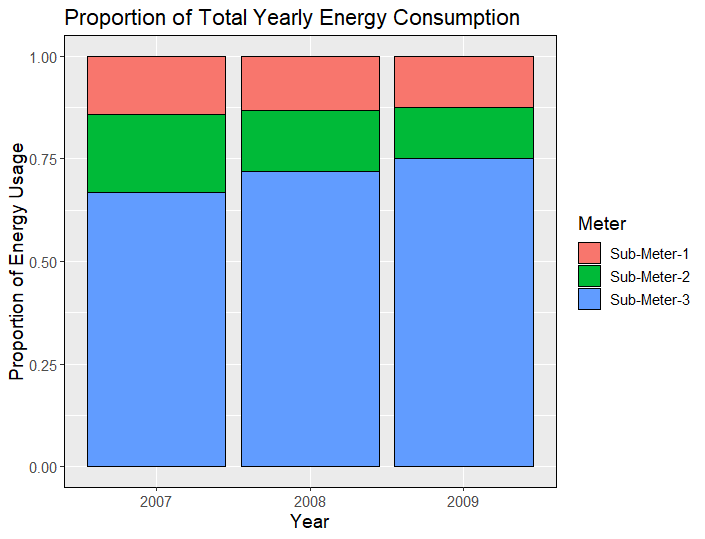 Proportion of Total Yearly Energy Consumption
Proportion of Energy Usage
1.00
0.75
0.50
0.25
0.00
2007 2008 2009
Year
Meter
Sub-Meter-1
Sub-Meter-2
Sub-Meter-3